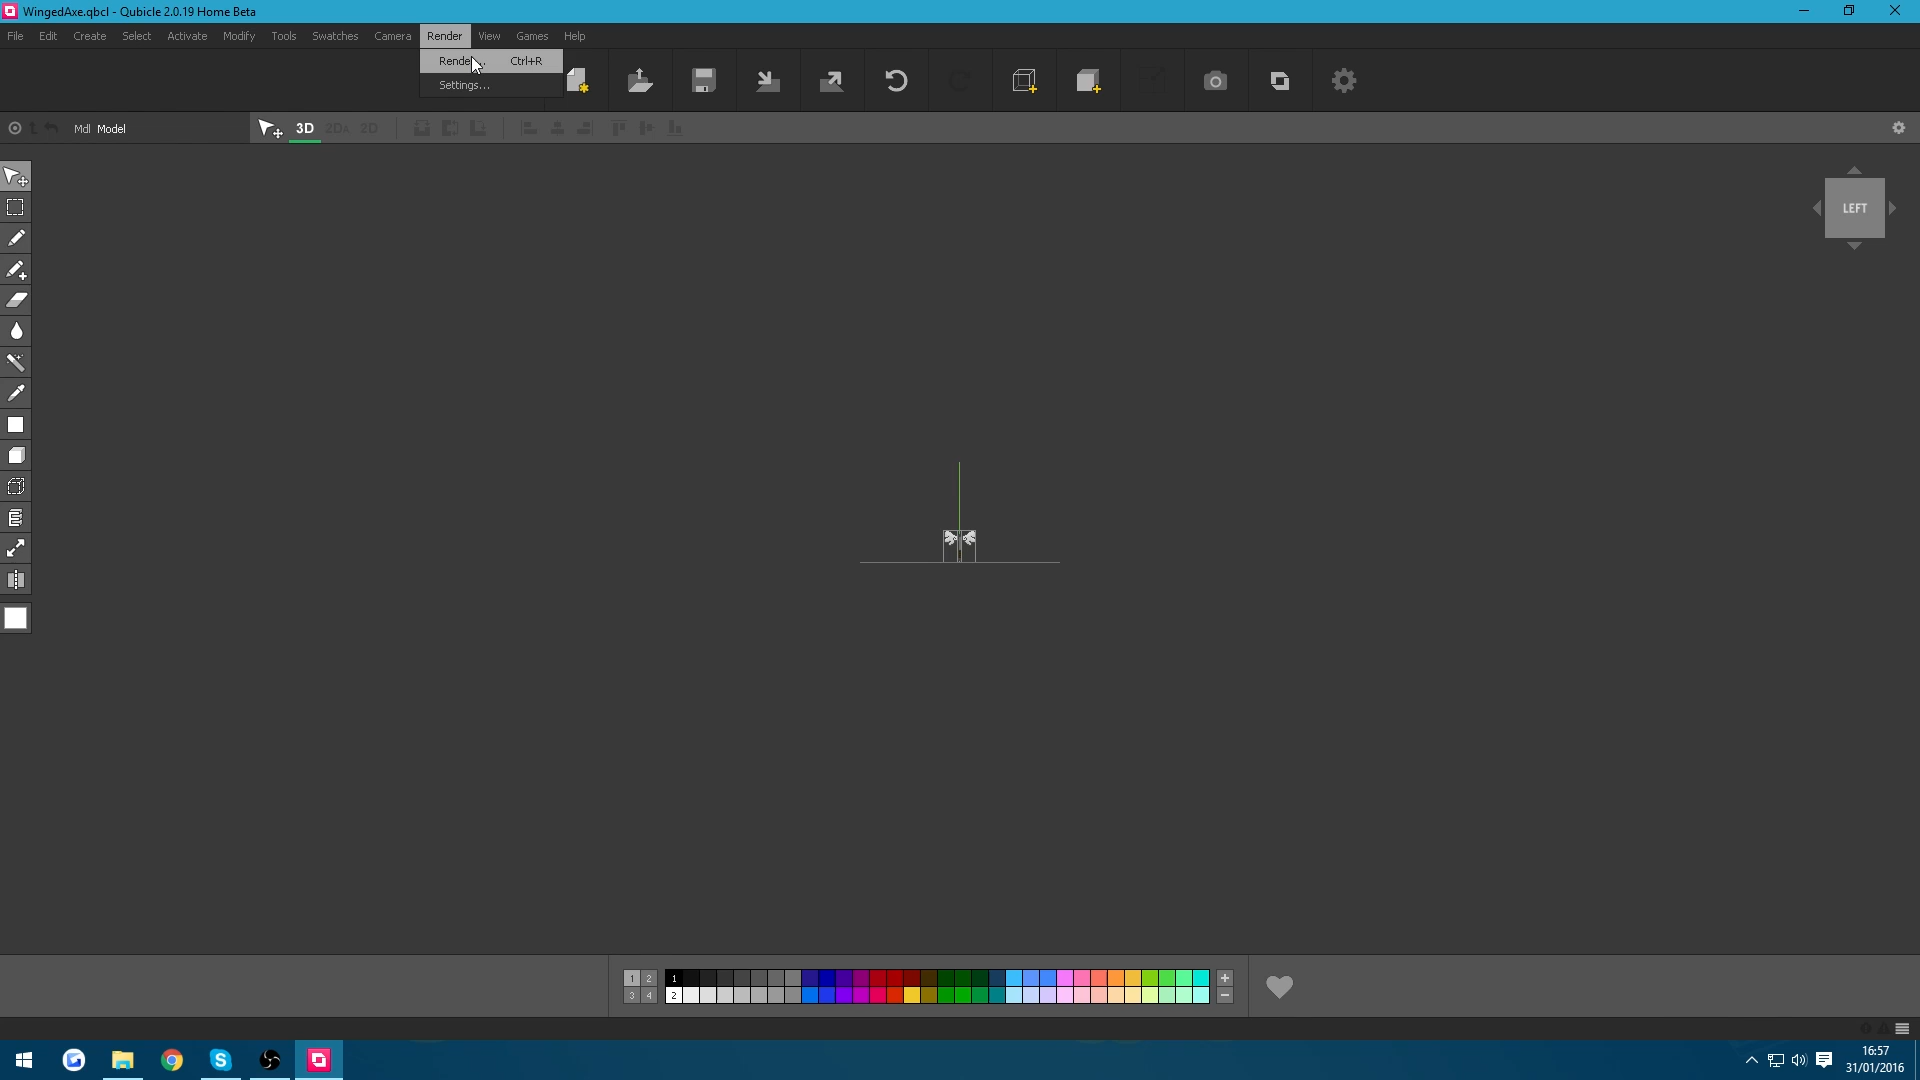 WingedAxe.qbcl - Qubicle 2.0.19 Home Beta
File Edit Create Select Activate Modify Tools Swatches Camera Render View Games Help
Ctrl+R
Settings...
Mdl Model
3D 2DA 2D
LEFT
1 2 1
3 4 2
16:57
31/01/2016